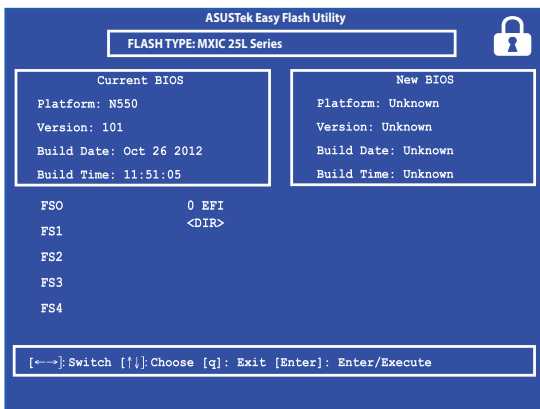 ASUSTek Easy Flash Utility
FLASH TYPE: MXIC 25L Series
Current BIOS
Platform: N550
Version: 101
Build Date: Oct 26 2012
Build Time: 11:51:05
New BIOS
Platform: Unknown
Version: Unknown
Build Date: Unknown
Build Time: Unknown
FSO
FS1
FS2
FS3
FS4
0 EFI
<DIR>
[←→]: Switch [↑↓]: Choose [q]: Exit [Enter]: Enter/Execute